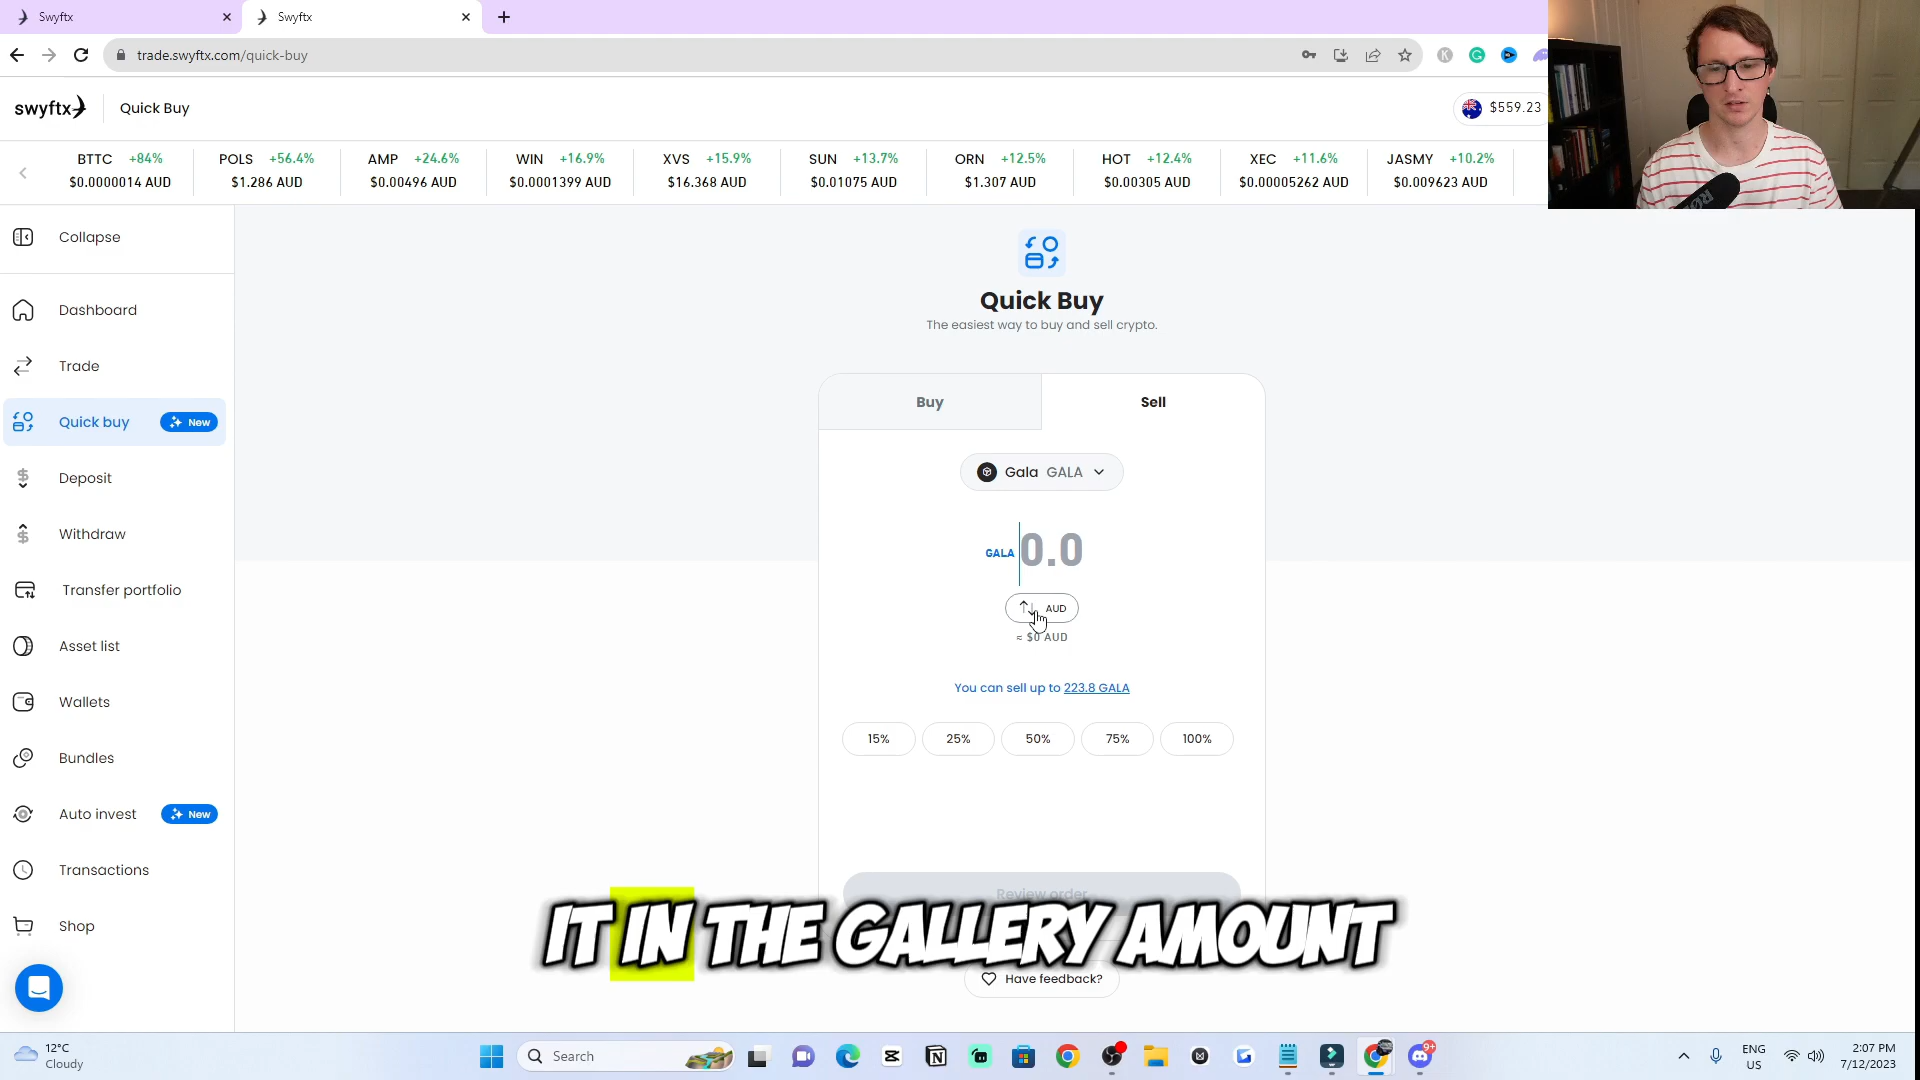 Swyftx
Swyftx
trade.swyftx.com/quick-buy
swyftx
Quick Buy
$559.23
BTTC +84%
$0.0000014 AUD
POLS +56.4%
$1.286 AUD
AMP +24.6%
$0.00496 AUD
WIN +16.9%
$0.0001399 AUD
XVS +15.9%
$16.368 AUD
SUN +13.7%
$0.01075 AUD
ORN +12.5%
$1.307 AUD
HOT +12.4%
$0.00305 AUD
XEC +11.6%
$0.00005262 AUD
JASMY +10.2%
$0.009623 AUD
Collapse
Dashboard
Trade
Quick buy New
Deposit
Withdraw
Transfer portfolio
Asset list
Wallets
Bundles
Auto invest New
Transactions
Shop
Quick Buy
The easiest way to buy and sell crypto.
Buy
Sell
Gala GALA
GALA 0.0
AUD
≈ $0 AUD
You can sell up to 223.8 GALA
15%
25%
50%
75%
100%
Review order
IT IN THE GALLERY AMOUNT
Have feedback?
12°C
Cloudy
Search
9+
ENG
US
2:07 PM
7/12/2023